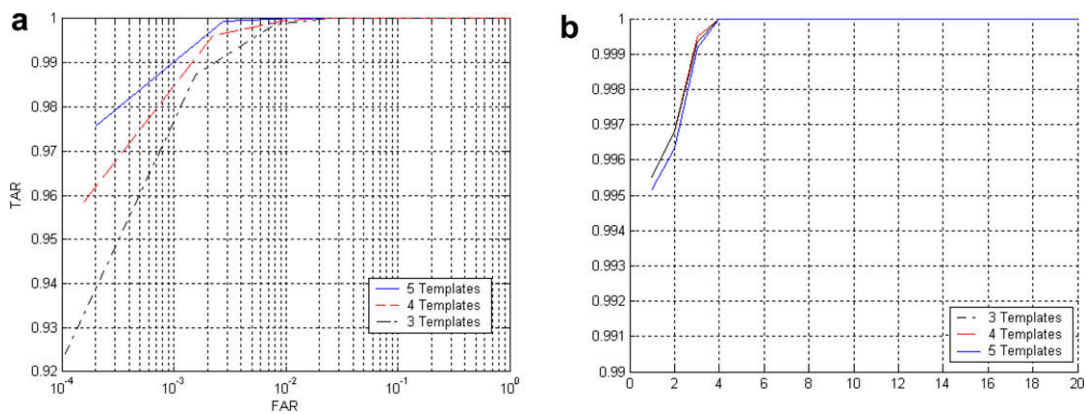 a
1
0.99
0.98
0.97
0.96
0.95
0.94
0.93
0.92
TAR
10-4
10-3
10-2
10-1
100
FAR
5 Templates
4 Templates
3 Templates
b
1
0.999
0.998
0.997
0.996
0.995
0.994
0.993
0.992
0.991
0.99
0 2 4 6 8 10 12 14 16 18 20
3 Templates
4 Templates
5 Templates